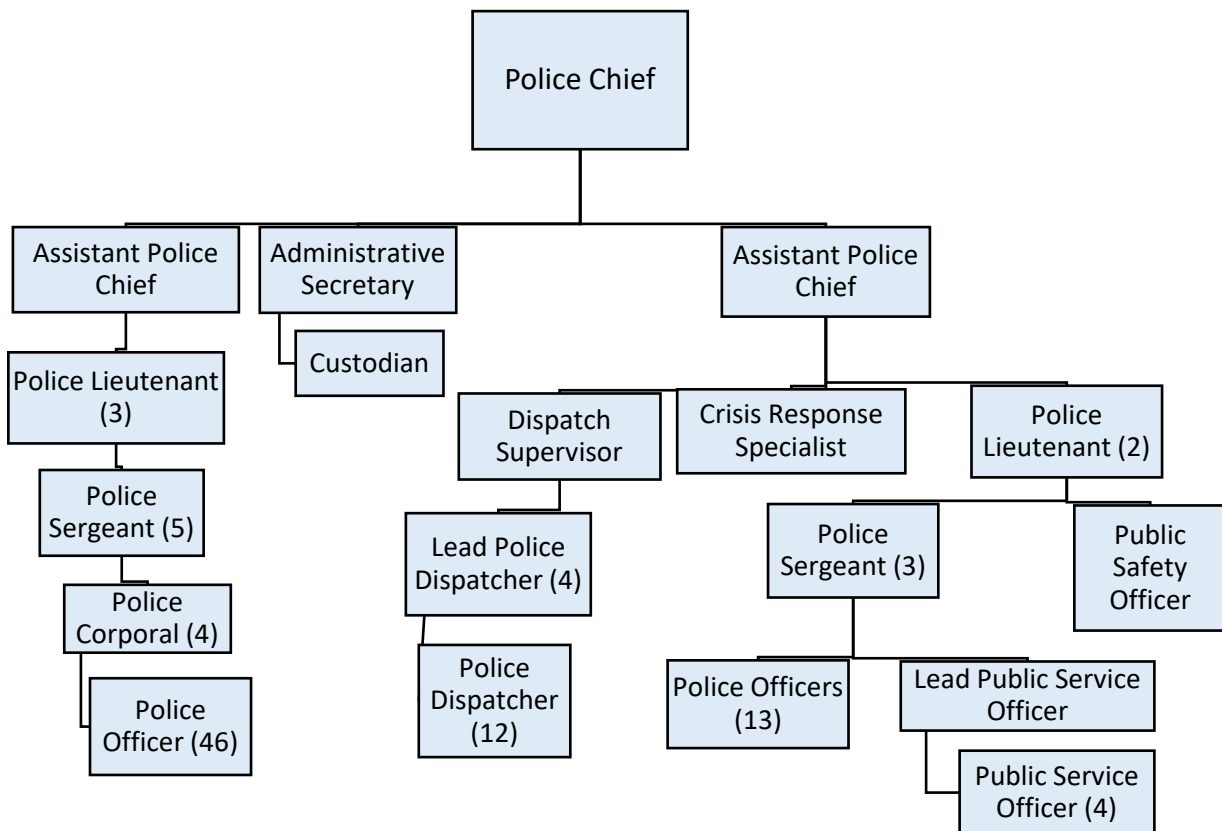 Police Chief
Assistant Police
Chief
Administrative
Secretary
Assistant Police
Chief
Police Lieutenant
(3)
Custodian
Dispatch
Supervisor
Crisis Response
Specialist
Police
Lieutenant (2)
Police
Sergeant (5)
Lead Police
Dispatcher (4)
Police
Sergeant (3)
Public
Safety
Officer
Police
Corporal (4)
Police
Dispatcher
(12)
Police Officers
(13)
Lead Public Service
Officer
Police
Officer (46)
Public Service
Officer (4)